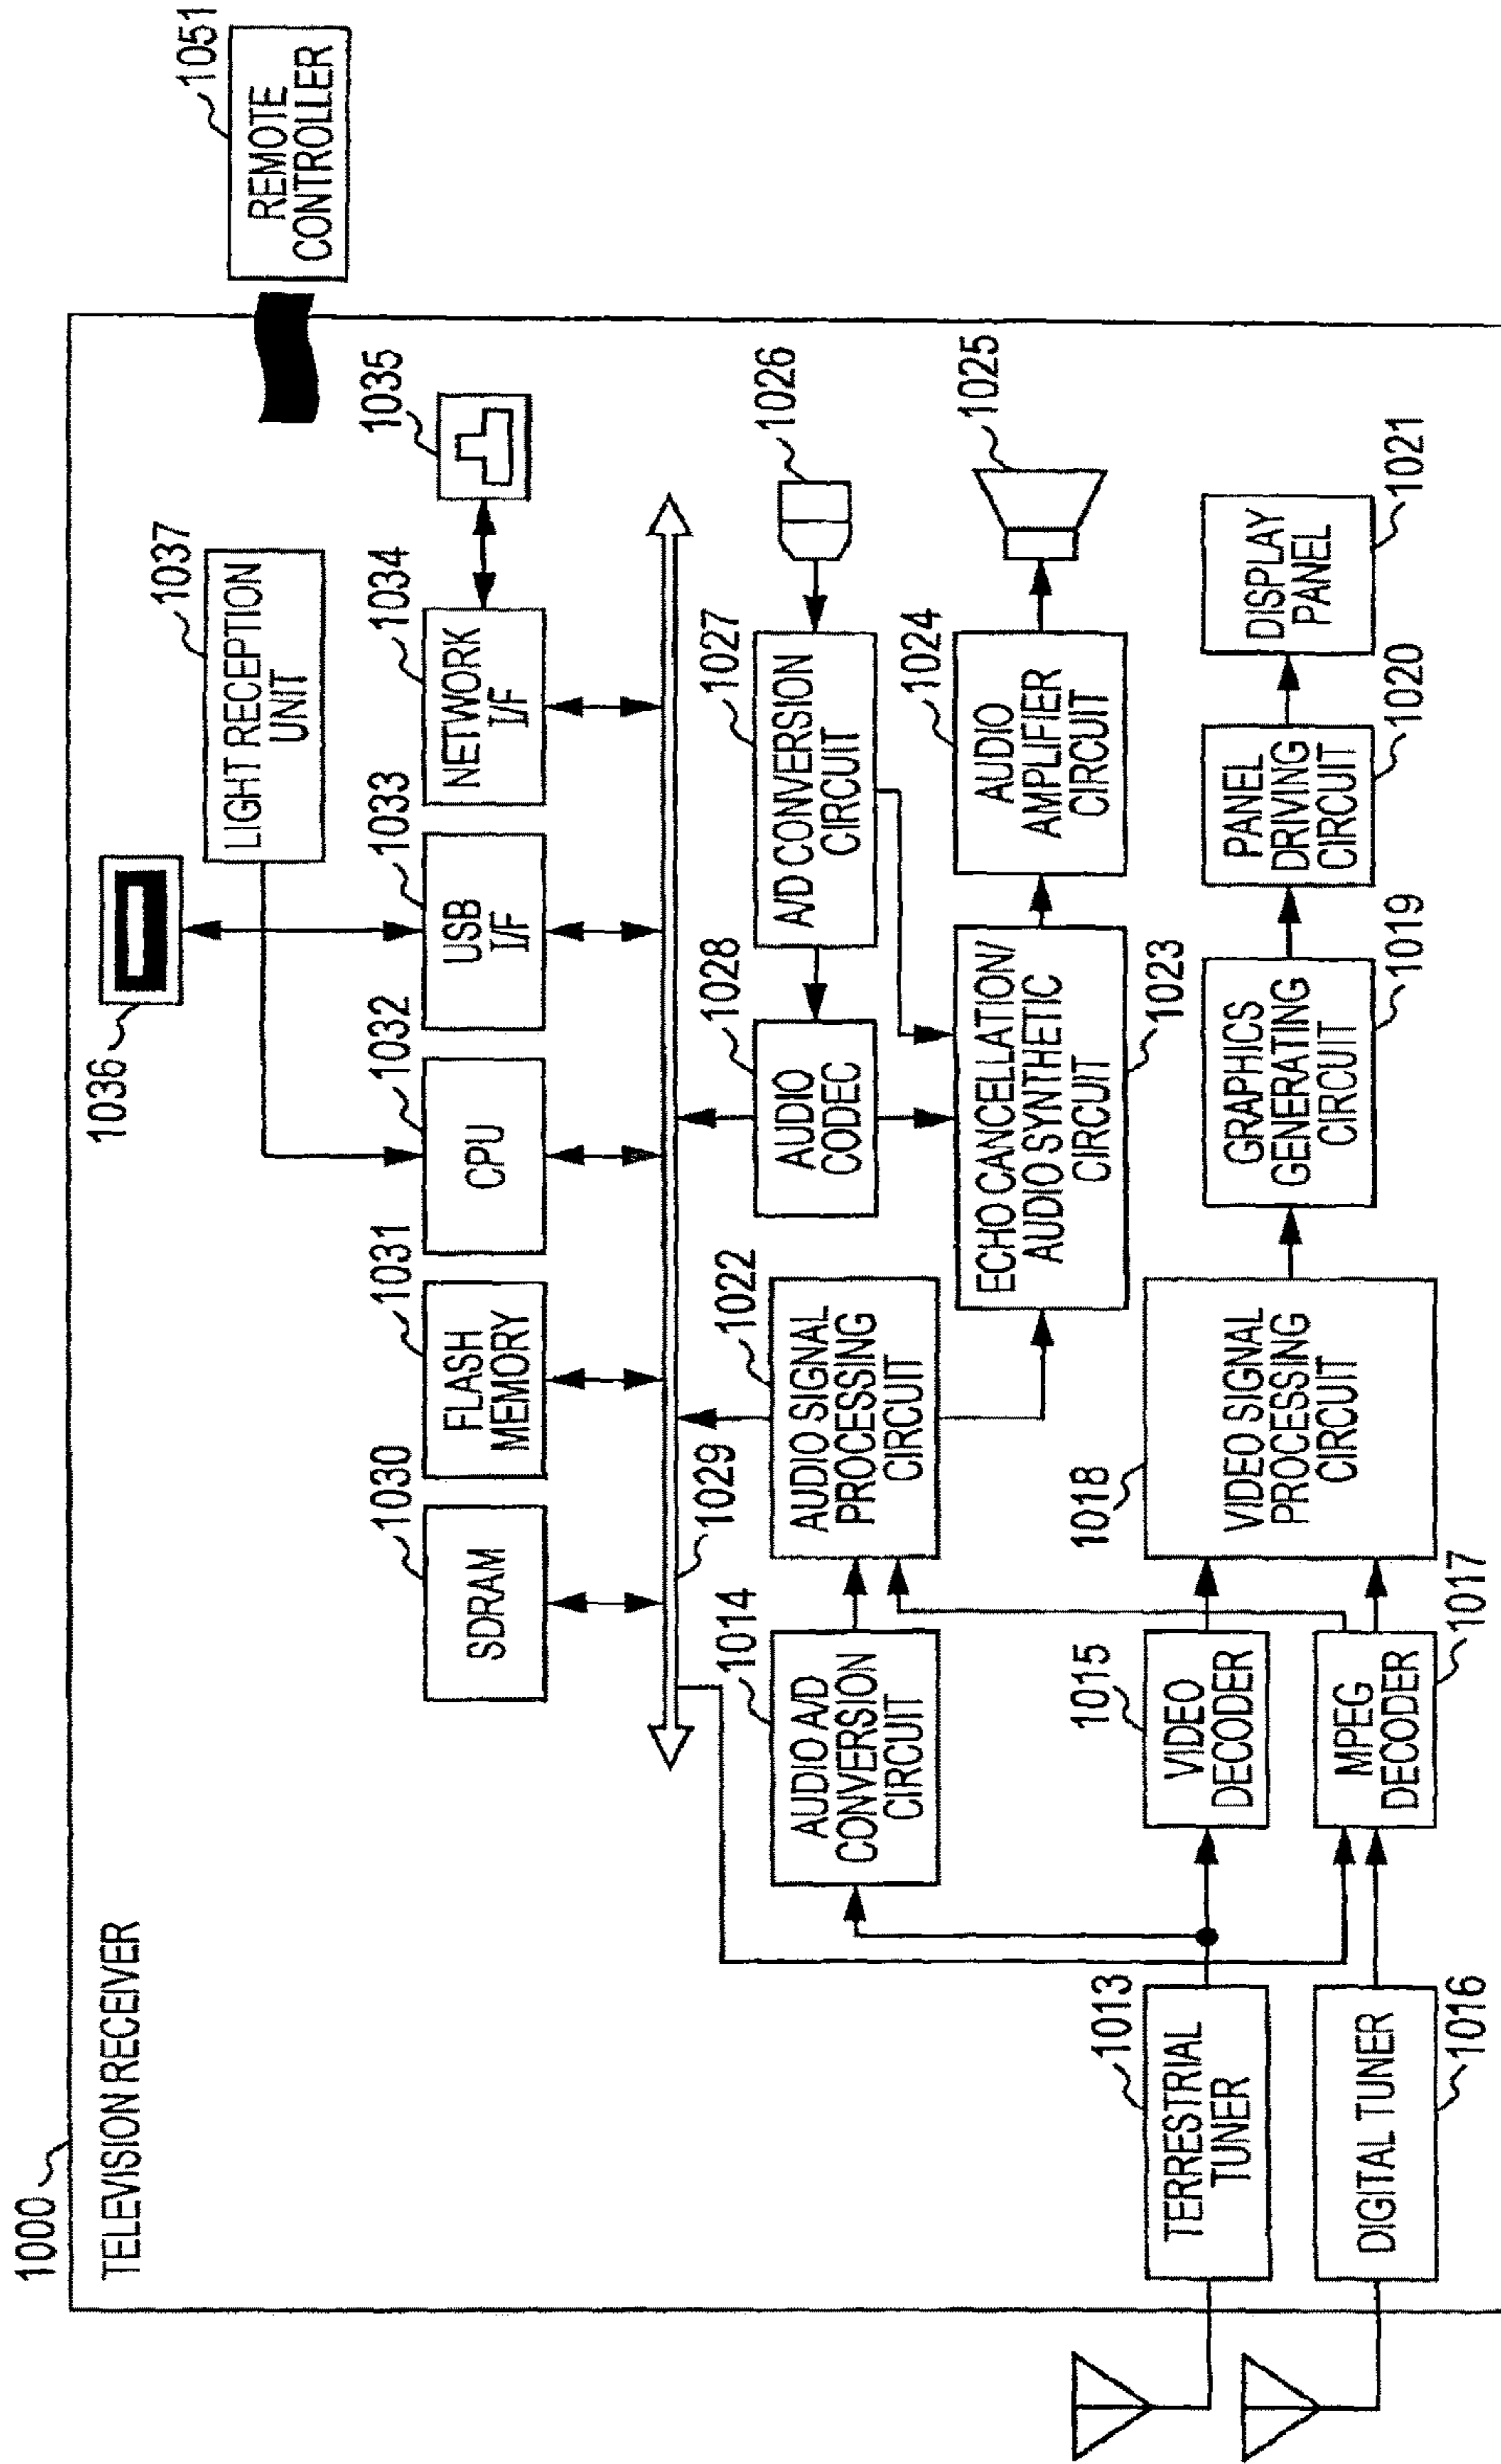 1000
TELEVISION RECEIVER
1051
REMOTE
CONTROLLER
1036
1037
LIGHT RECEPTION
UNIT
1030
SDRAM
1031
FLASH
MEMORY
1032
CPU
1033
USB
I/F
1034
NETWORK
I/F
1035
1029
1014
AUDIO A/D
CONVERSION
CIRCUIT
1022
AUDIO SIGNAL
PROCESSING
CIRCUIT
1028
AUDIO
CODEC
1027
A/D CONVERSION
CIRCUIT
1026
ECHO CANCELLATION/
AUDIO SYNTHETIC
CIRCUIT
1023
1024
AUDIO
AMPLIFIER
CIRCUIT
1025
1013
TERRESTRIAL
TUNER
1015
VIDEO
DECODER
1018
VIDEO SIGNAL
PROCESSING
CIRCUIT
GRAPHICS
GENERATING
CIRCUIT
1019
PANEL
DRIVING
CIRCUIT
1020
DISPLAY
PANEL
1021
DIGITAL TUNER
1016
MPEG
DECODER
1017